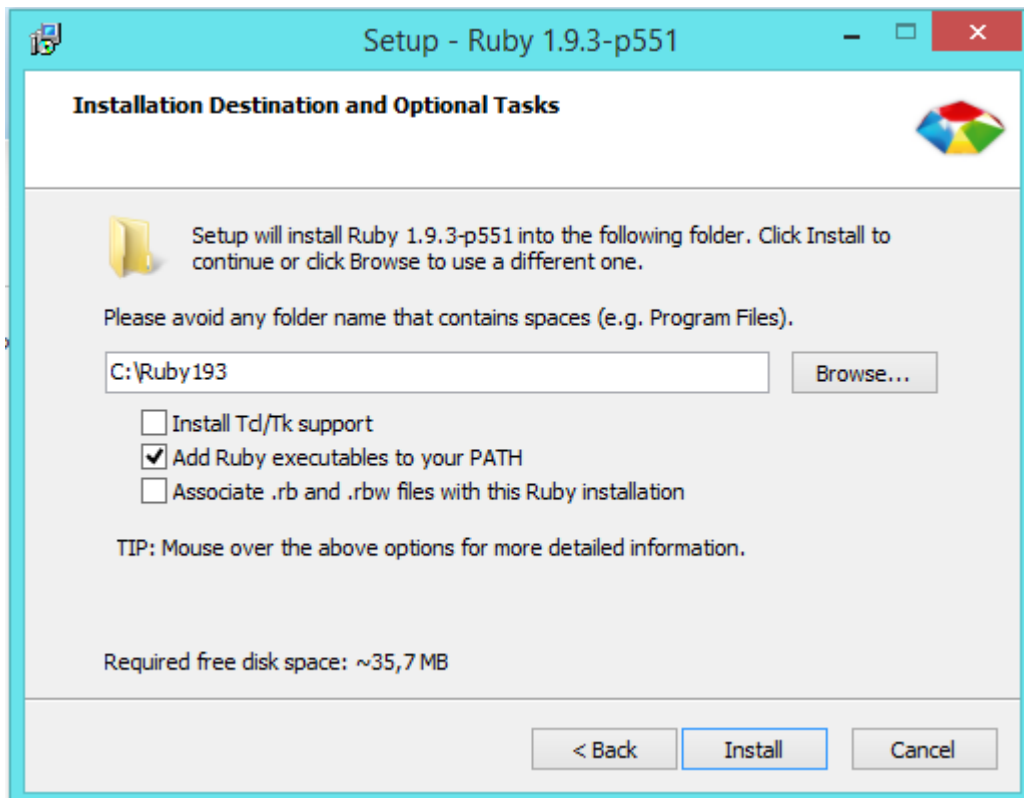 Setup - Ruby 1.9.3-p551
Installation Destination and Optional Tasks
Setup will install Ruby 1.9.3-p551 into the following folder. Click Install to
continue or click Browse to use a different one.
Please avoid any folder name that contains spaces (e.g. Program Files).
C:\Ruby193
Browse...
Install Tcl/Tk support
Add Ruby executables to your PATH
Associate .rb and .rbw files with this Ruby installation
TIP: Mouse over the above options for more detailed information.
Required free disk space: ~35,7 MB
< Back
Install
Cancel